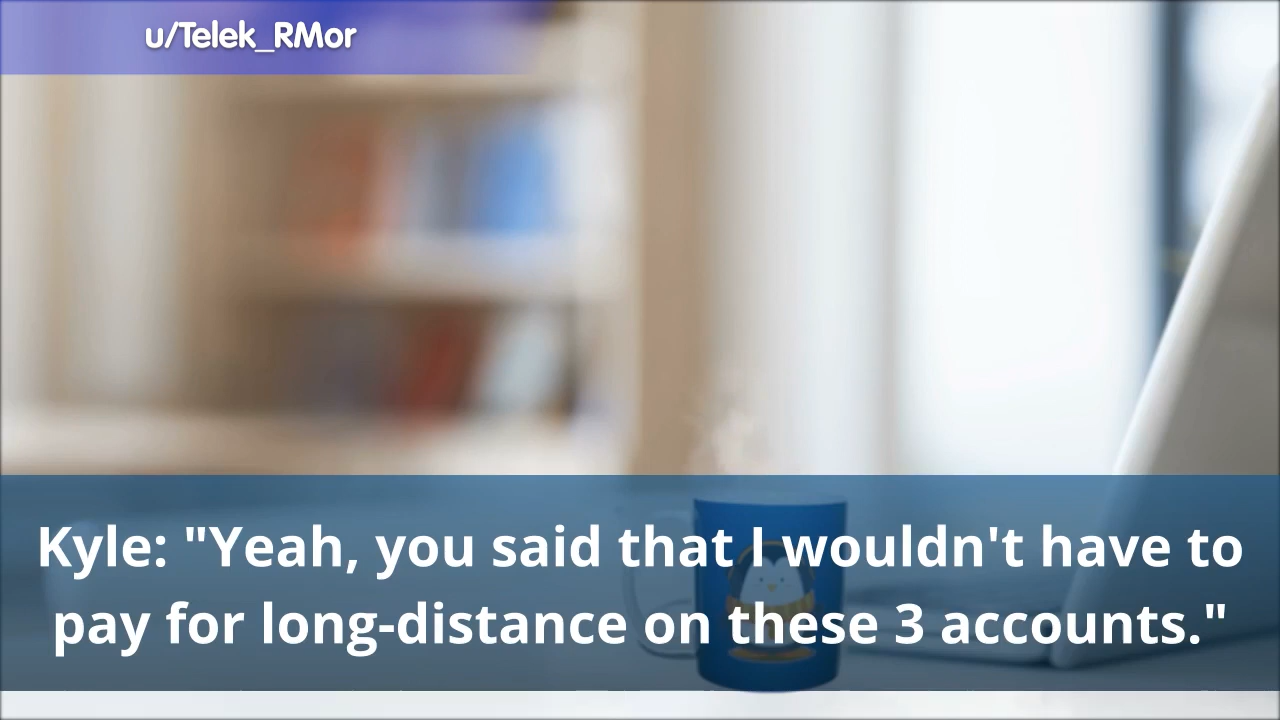 u/Telek_RMor
Kyle: "Yeah, you said that I wouldn't have to
pay for long-distance on these 3 accounts."